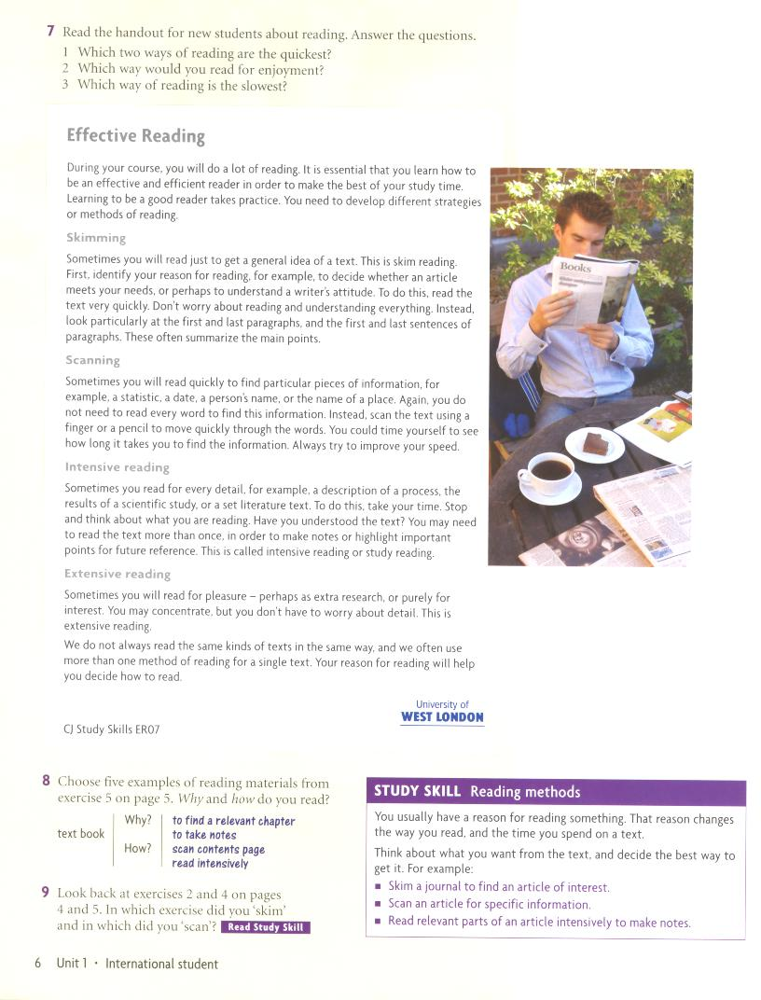 7 Read the handout for new students about reading. Answer the questions.
1 Which two ways of reading are the quickest?
2 Which way would you read for enjoyment?
3 Which way of reading is the slowest?
Effective Reading
During your course, you will do a lot of reading. It is essential that you learn how to
be an effective and efficient reader in order to make the best of your study time.
Learning to be a good reader takes practice. You need to develop different strategies
or methods of reading.
Skimming
Sometimes you will read just to get a general idea of a text. This is skim reading.
First, identify your reason for reading, for example, to decide whether an article
meets your needs, or perhaps to understand a writer's attitude. To do this, read the
text very quickly. Don't worry about reading and understanding everything. Instead,
look particularly at the first and last paragraphs, and the first and last sentences of
paragraphs. These often summarize the main points.
Scanning
Sometimes you will read quickly to find particular pieces of information, for
example, a statistic, a date, a person's name, or the name of a place. Again, you do
not need to read every word to find this information. Instead, scan the text using a
finger or a pencil to move quickly through the words. You could time yourself to see
how long it takes you to find the information. Always try to improve your speed.
Intensive reading
Sometimes you read for every detail, for example, a description of a process, the
results of a scientific study, or a set literature text. To do this, take your time. Stop
and think about what you are reading. Have you understood the text? You may need
to read the text more than once, in order to make notes or highlight important
points for future reference. This is called intensive reading or study reading.
Extensive reading
Sometimes you will read for pleasure – perhaps as extra research, or purely for
interest. You may concentrate, but you don't have to worry about detail. This is
extensive reading.
We do not always read the same kinds of texts in the same way, and we often use
more than one method of reading for a single text. Your reason for reading will help
you decide how to read.
University of
WEST LONDON
CJ Study Skills ER07
Books
8 Choose five examples of reading materials from
exercise 5 on page 5. Why and how do you read?
text book
Why? to find a relevant chapter
to take notes
How? scan contents page
read intensively
9 Look back at exercises 2 and 4 on pages
4 and 5. In which exercise did you 'skim'
and in which did you 'scan'? Read Study Skill
STUDY SKILL Reading methods
You usually have a reason for reading something. That reason changes
the way you read, and the time you spend on a text.
Think about what you want from the text, and decide the best way to
get it. For example:
■ Skim a journal to find an article of interest.
■ Scan an article for specific information.
■ Read relevant parts of an article intensively to make notes.
6 Unit 1 · International student